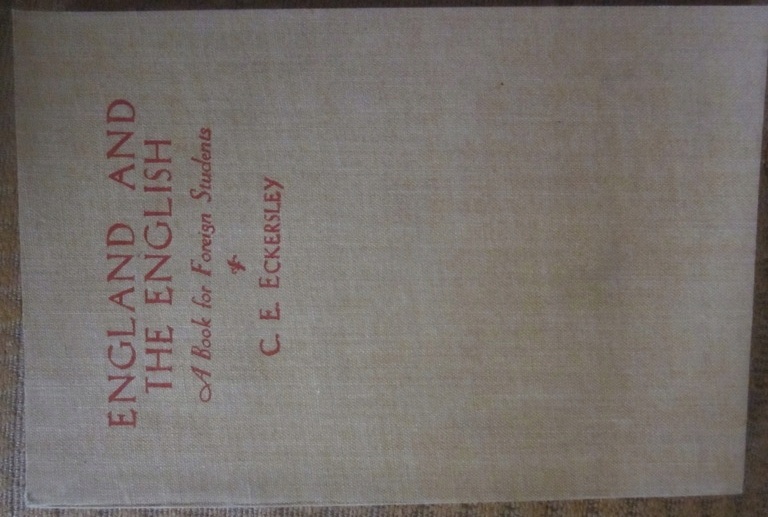 ENGLAND AND
THE ENGLISH
A Book for Foreign Students
C. E. ECKERSLEY